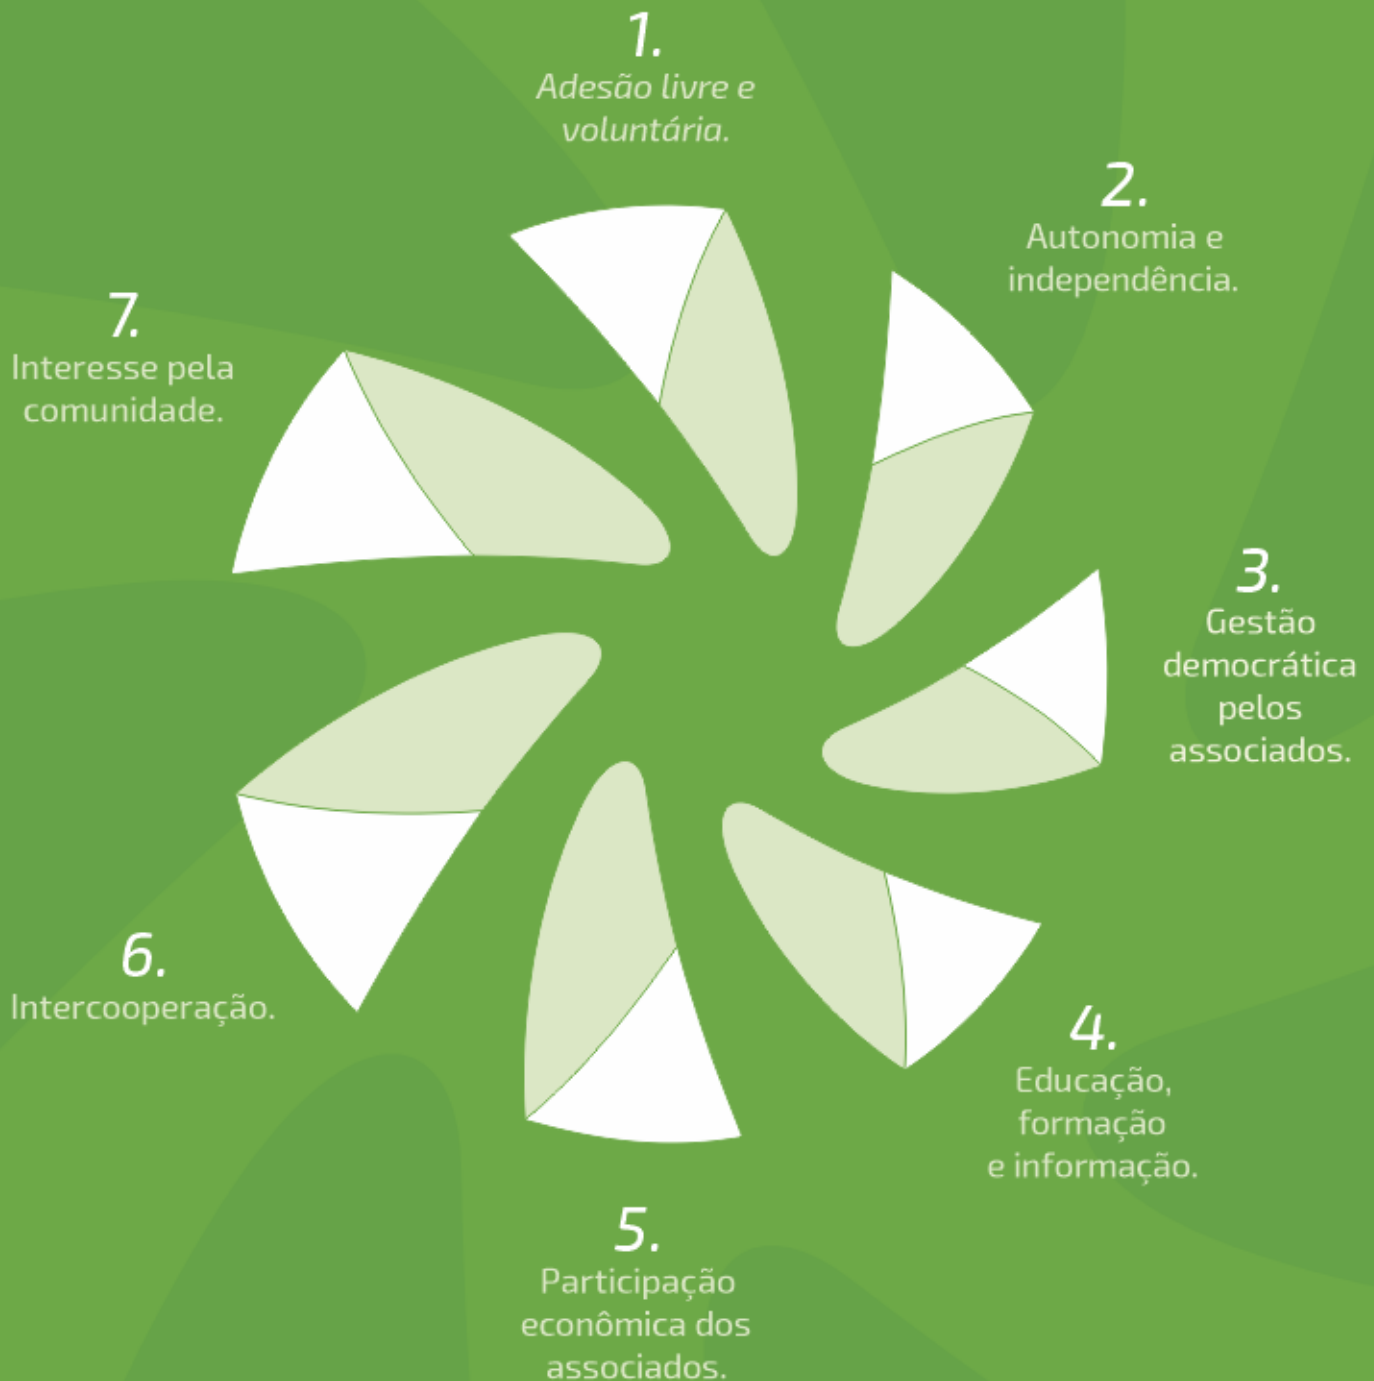 1.
Adesão livre e
voluntária.
2.
Autonomia e
independência.
3.
Gestão
democrática
pelos
associados.
4.
Educação,
formação
e informação.
5.
Participação
econômica dos
associados.
6.
Intercooperação.
7.
Interesse pela
comunidade.